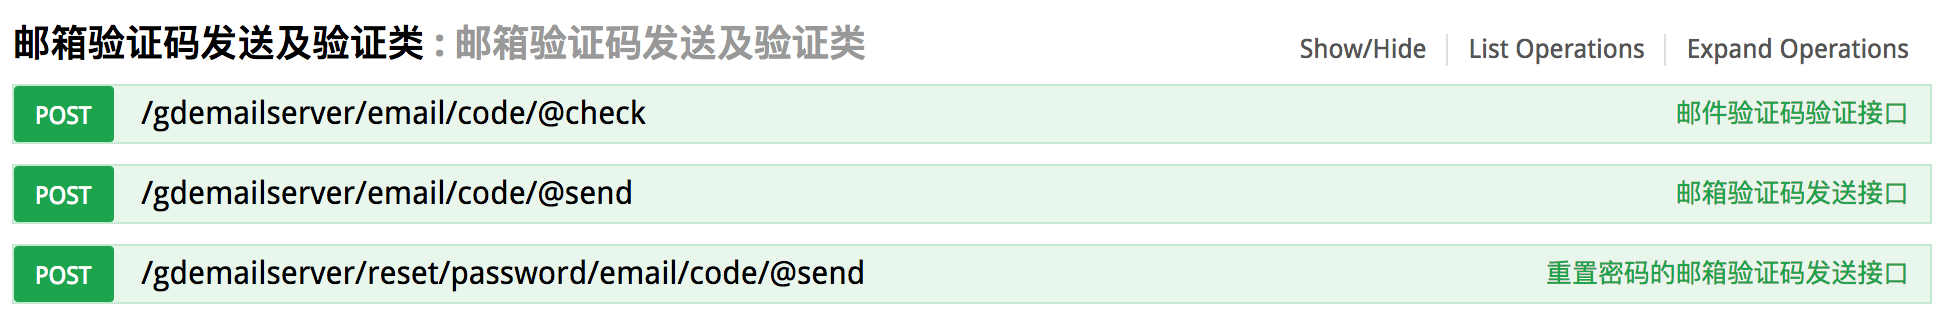 邮箱验证码发送及验证类 : 邮箱验证码发送及验证类
Show/Hide List Operations Expand Operations
POST /gdemailserver/email/code/@check 邮件验证码验证接口
POST /gdemailserver/email/code/@send 邮箱验证码发送接口
POST /gdemailserver/reset/password/email/code/@send 重置密码的邮箱验证码发送接口